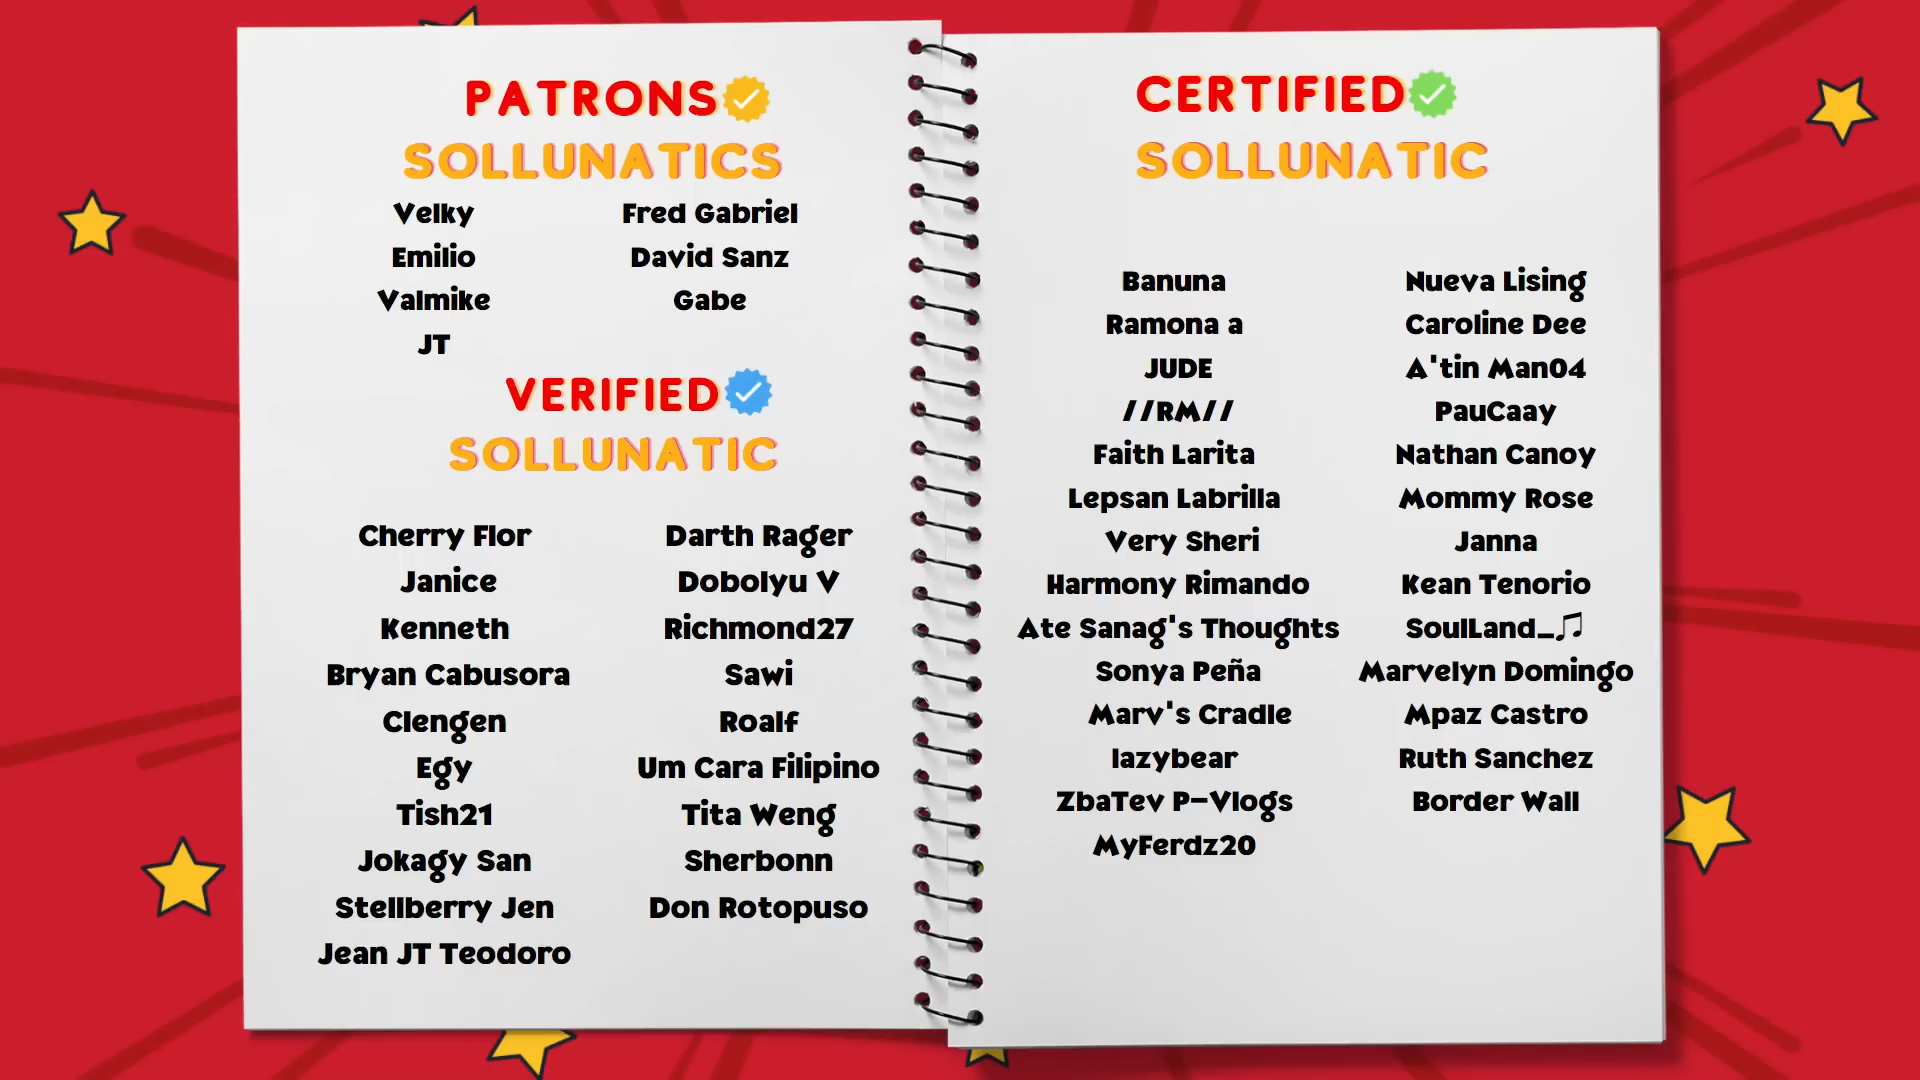 PATRONS
SOLLUNATICS
Velky
Emilio
Valmike
JT
Fred Gabriel
David Sanz
Gabe
VERIFIED
SOLLUNATIC
Cherry Flor
Janice
Kenneth
Bryan Cabusora
Clengen
Egy
Tish21
Jokagy San
Stellberry Jen
Jean JT Teodoro
Darth Rager
Dobolyu V
Richmond27
Sawi
Roalf
Um Cara Filipino
Tita Weng
Sherbonn
Don Rotopuso
CERTIFIED
SOLLUNATIC
Banuna
Ramona a
JUDE
//RM//
Faith Larita
Lepsan Labrilla
Very Sheri
Harmony Rimando
Ate Sanag's Thoughts
Sonya Peña
Marv's Cradle
lazybear
ZbaTev P-Vlogs
MyFerdz20
Nueva Lising
Caroline Dee
A'tin Man04
PauCaay
Nathan Canoy
Mommy Rose
Janna
Kean Tenorio
SoulLand_🎵
Marvelyn Domingo
Mpaz Castro
Ruth Sanchez
Border Wall